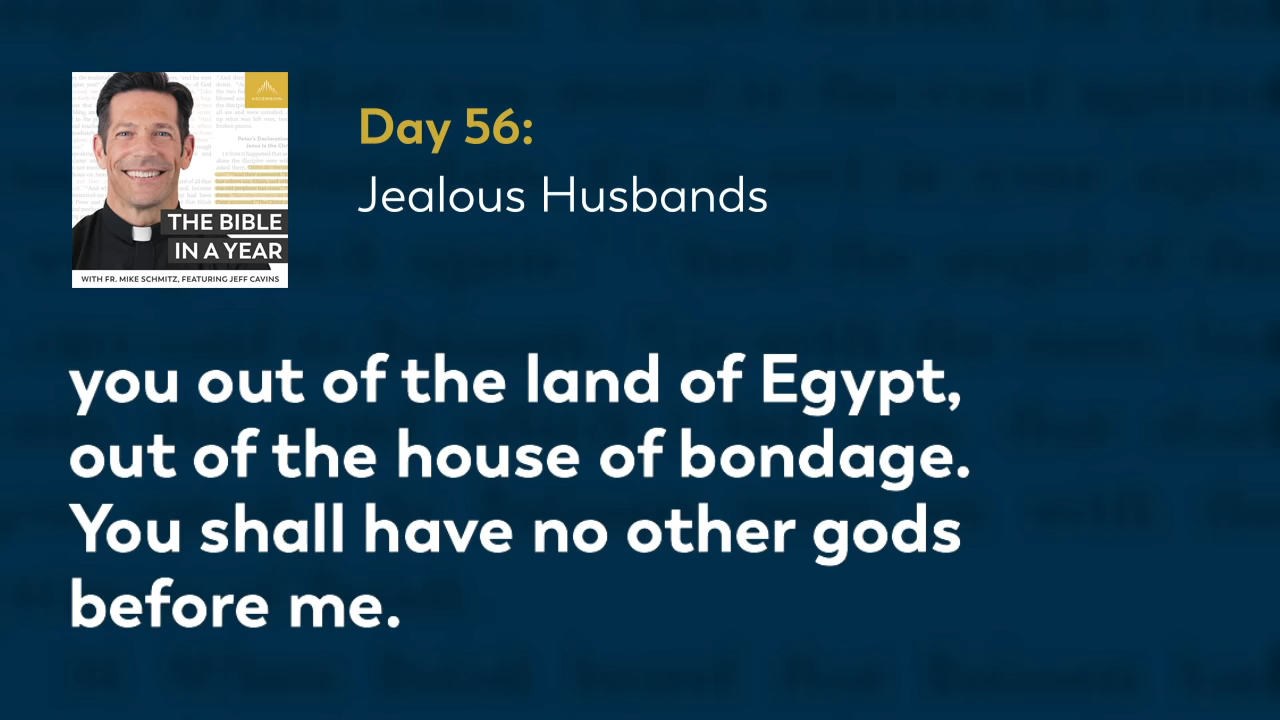 ASCENSION
THE BIBLE
IN A YEAR
WITH FR. MIKE SCHMITZ, FEATURING JEFF CAVINS
Day 56:
Jealous Husbands
you out of the land of Egypt,
out of the house of bondage.
You shall have no other gods
before me.